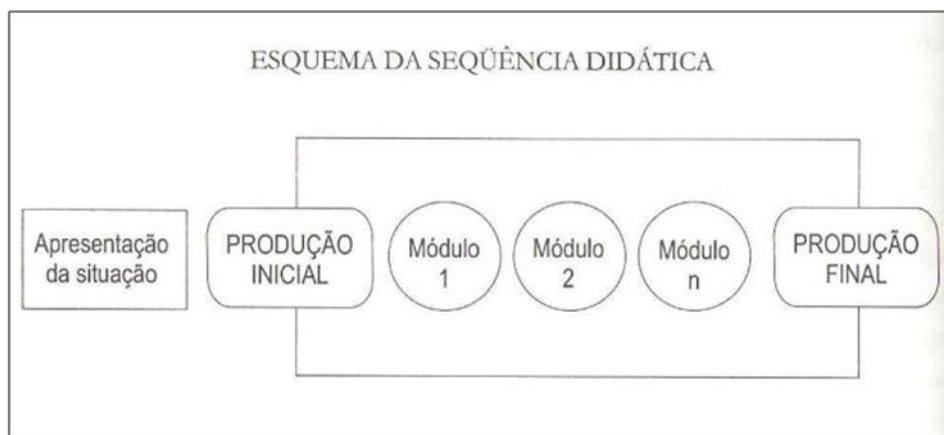 ESQUEMA DA SEQÜÊNCIA DIDÁTICA
Apresentação
da situação
PRODUÇÃO
INICIAL
Módulo
1
Módulo
2
Módulo
n
PRODUÇÃO
FINAL